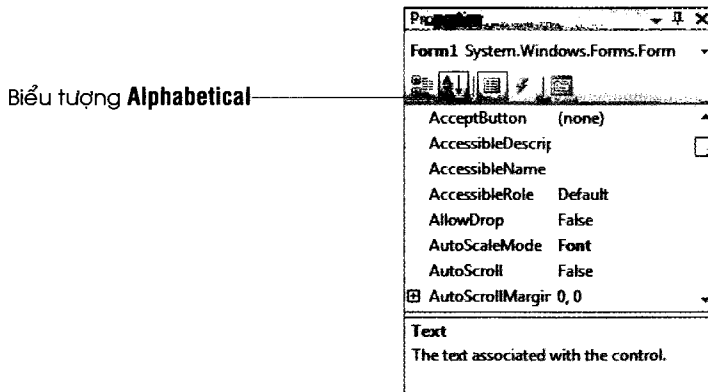 Form1 System.Windows.Forms.Form
Biểu tượng Alphabetical
AcceptButton (none)
AccessibleDescrip
AccessibleName
AccessibleRole Default
AllowDrop False
AutoScaleMode Font
AutoScroll False
AutoScrollMargin 0, 0
Text
The text associated with the control.